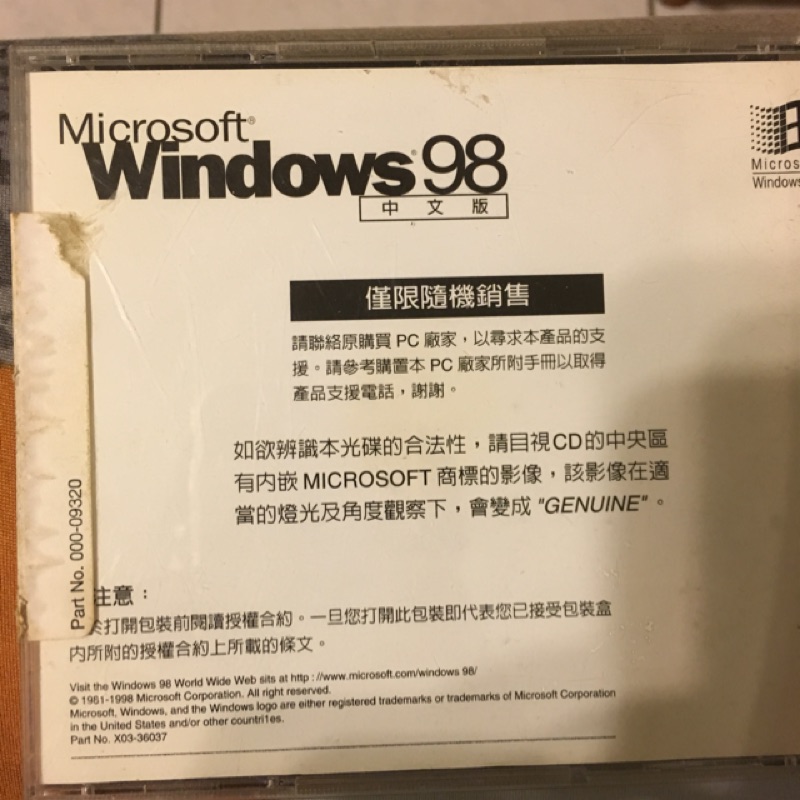 Microsoft®
Windows 98
中文版
Micros
Windows
僅限隨機銷售
請聯絡原購買 PC 廠家，以尋求本產品的支
援。請參考購置本 PC 廠家所附手冊以取得
產品支援電話，謝謝。
如欲辨識本光碟的合法性，請目視CD的中央區
有內嵌 MICROSOFT 商標的影像，該影像在適
當的燈光及角度觀察下，會變成 "GENUINE"。
Part No. 000-09320
注意：
於打開包裝前閱讀授權合約。一旦您打開此包裝即代表您已接受包裝盒
內所附的授權合約上所載的條文。
Visit the Windows 98 World Wide Web sits at http : //www.microsoft.com/windows 98/
© 1981-1998 Microsoft Corporation. All right reserved.
Microsoft, Windows, and the Windows logo are either registered trademarks or trademarks of Microsoft Corporation
in the United States and/or other countri1es.
Part No. X03-36037